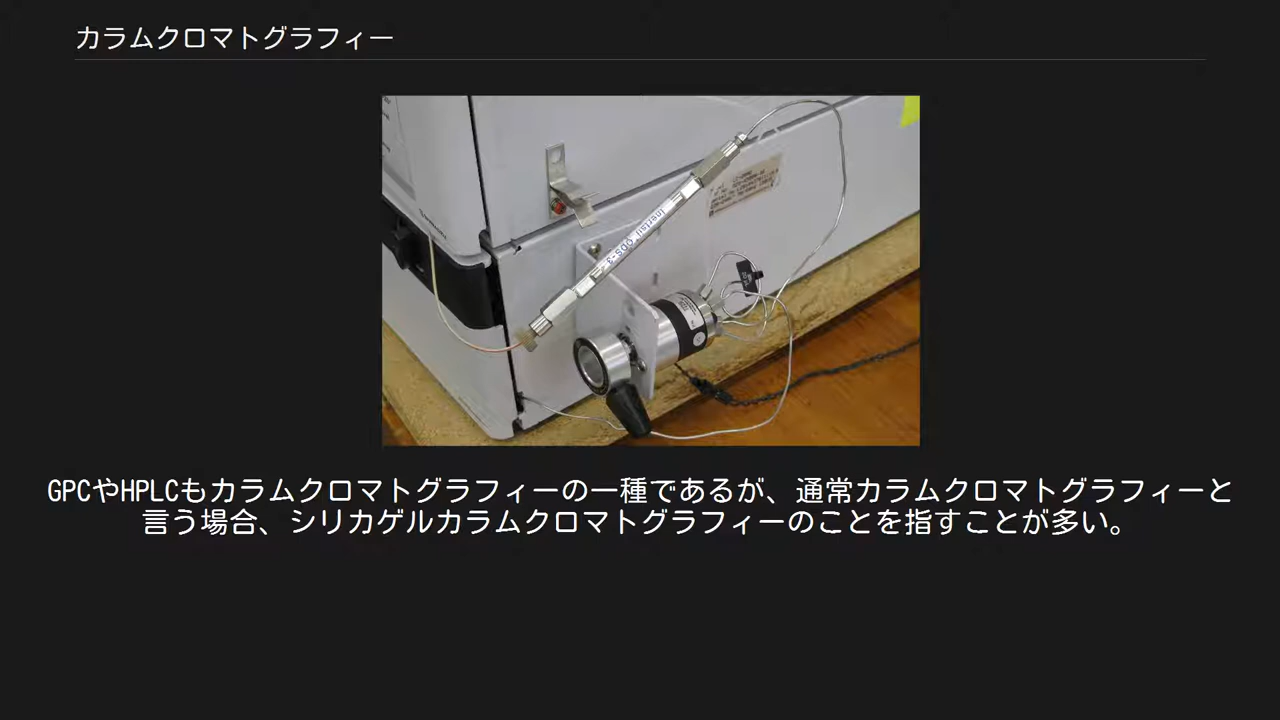 カラムクロマトグラフィー
Inertsil ODS-3
GPCやHPLCもカラムクロマトグラフィーの一種であるが、通常カラムクロマトグラフィーと
言う場合、シリカゲルカラムクロマトグラフィーのことを指すことが多い。